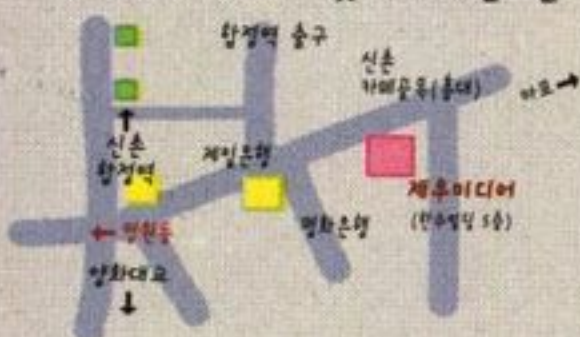 합정역 출구
신촌
카페골목(홍대)
마포→
↑
신촌
합정역
제일은행
제우미디어
← 망원동
평화은행
양화대교
↓